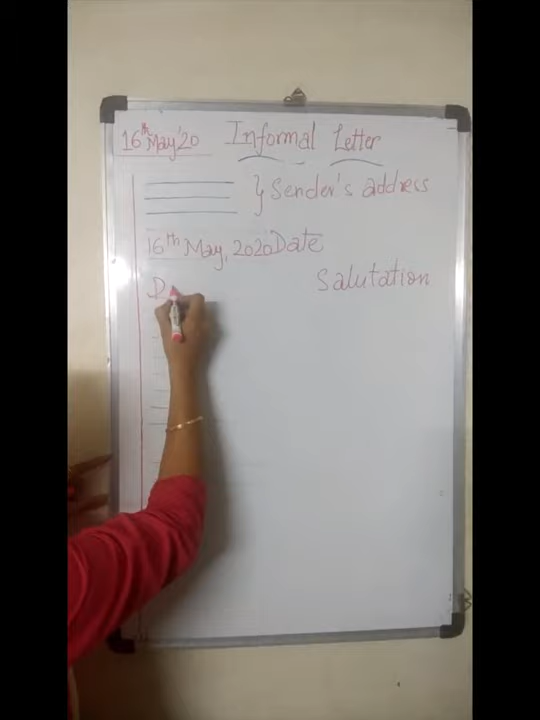 16th May'20 Informal Letter
} Sender's address
16th May, 2020 Date
D Salutation